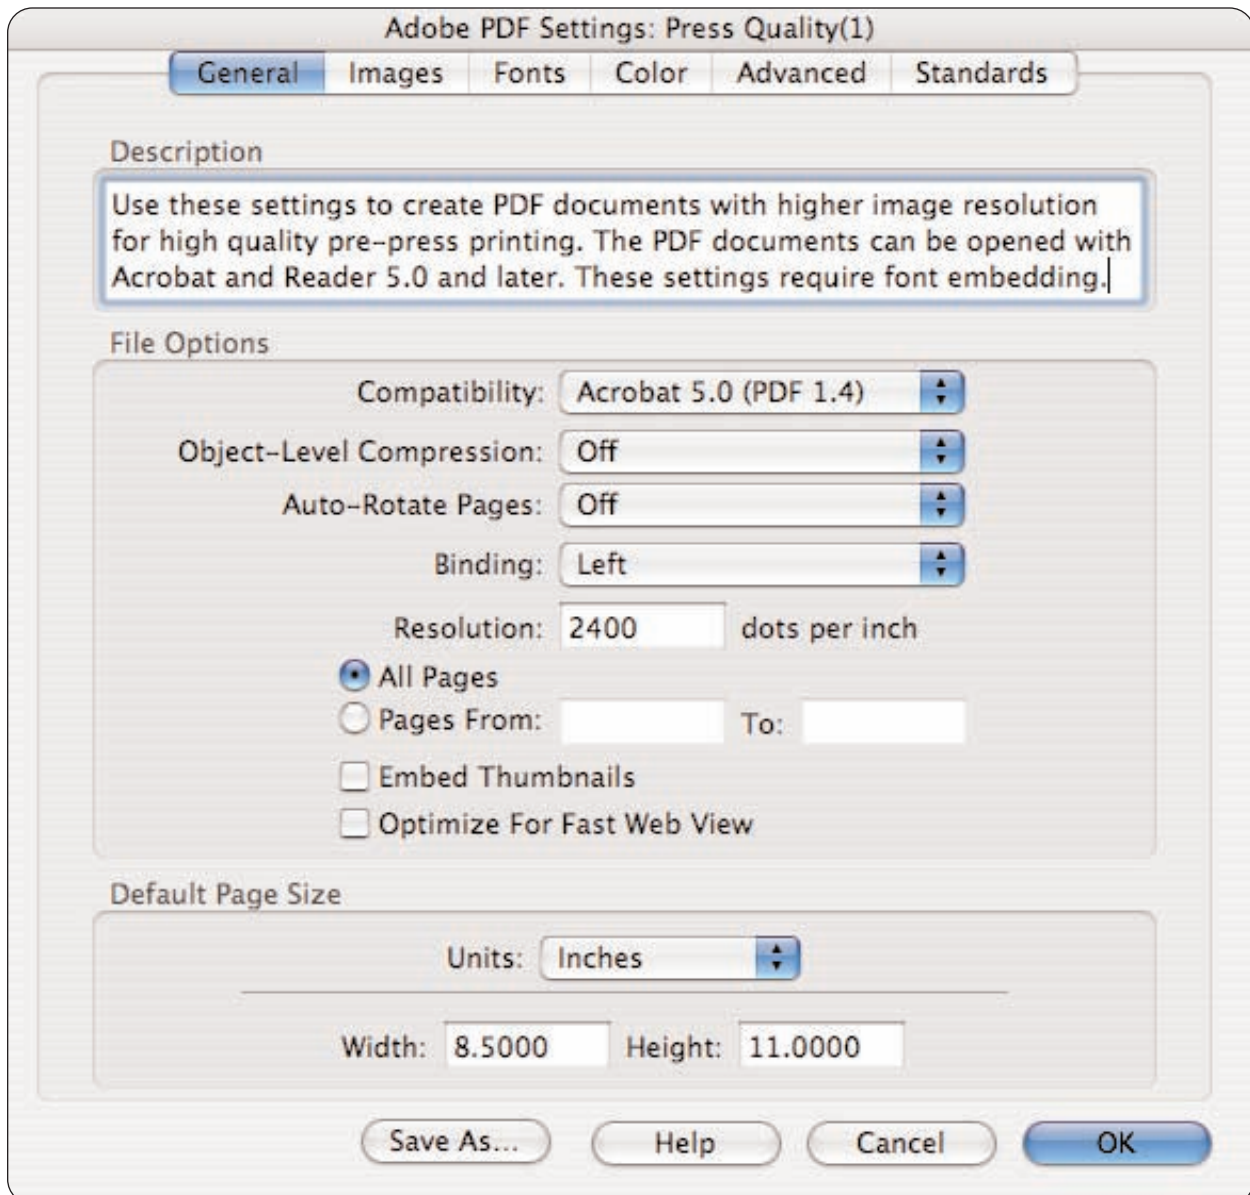 Adobe PDF Settings: Press Quality(1)
General Images Fonts Color Advanced Standards
Description
Use these settings to create PDF documents with higher image resolution
for high quality pre-press printing. The PDF documents can be opened with
Acrobat and Reader 5.0 and later. These settings require font embedding.
File Options
Compatibility: Acrobat 5.0 (PDF 1.4)
Object-Level Compression: Off
Auto-Rotate Pages: Off
Binding: Left
Resolution: 2400 dots per inch
All Pages
Pages From: To:
Embed Thumbnails
Optimize For Fast Web View
Default Page Size
Units: Inches
Width: 8.5000 Height: 11.0000
Save As... Help Cancel OK